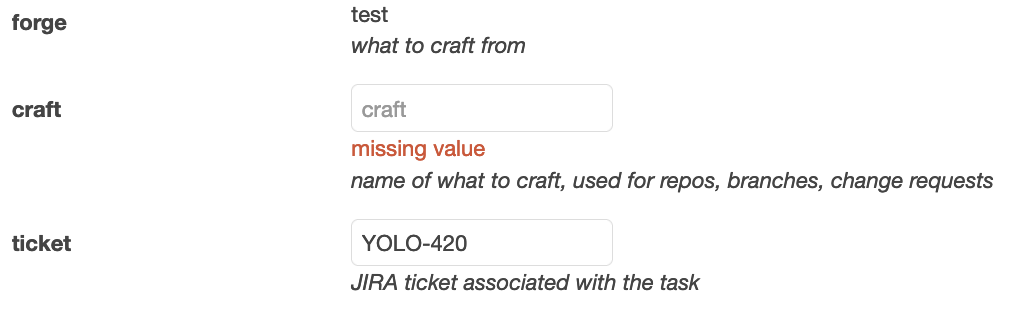 forge
test
what to craft from
craft
craft
missing value
name of what to craft, used for repos, branches, change requests
ticket
YOLO-420
JIRA ticket associated with the task